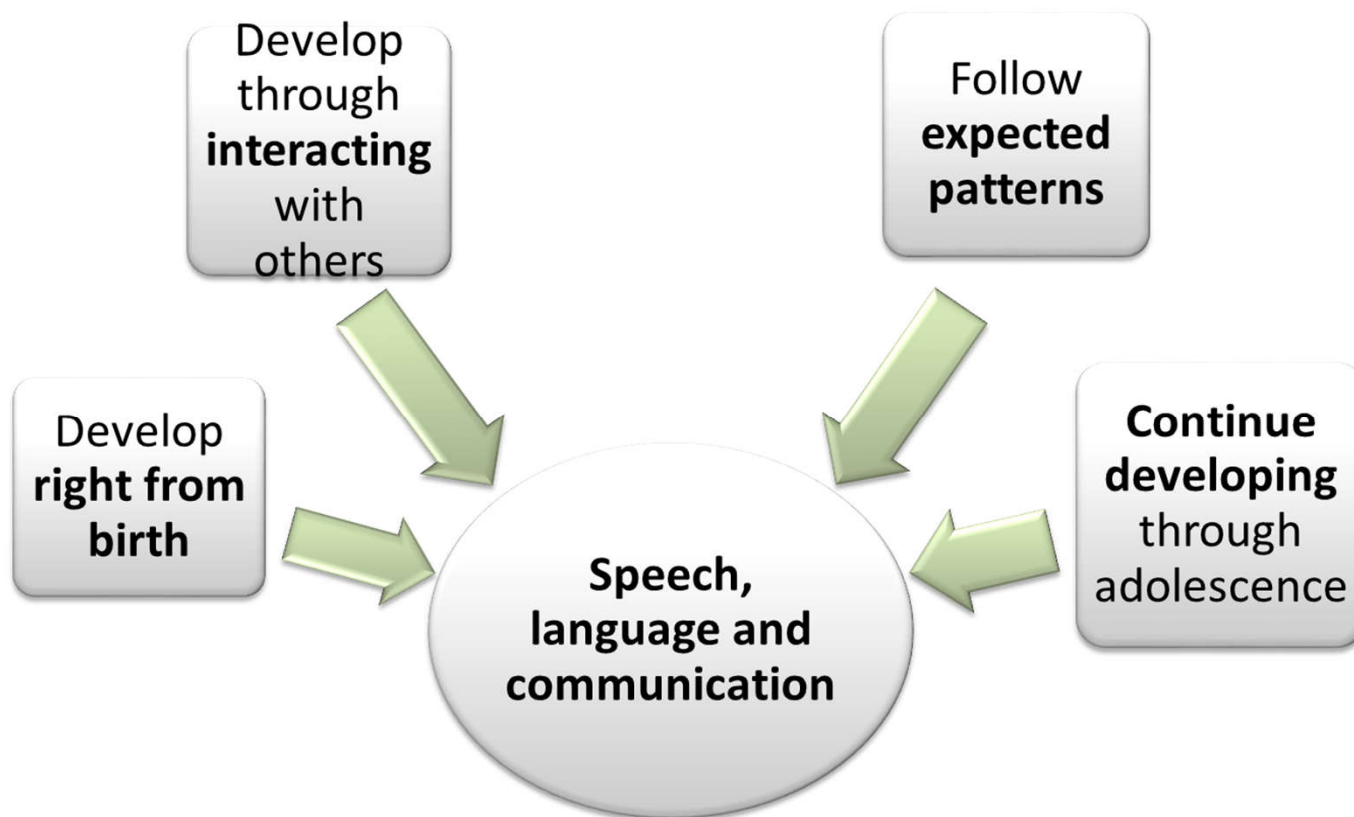 Develop
through
interacting
with
others
Follow
expected
patterns
Develop
right from
birth
Continue
developing
through
adolescence
Speech,
language and
communication